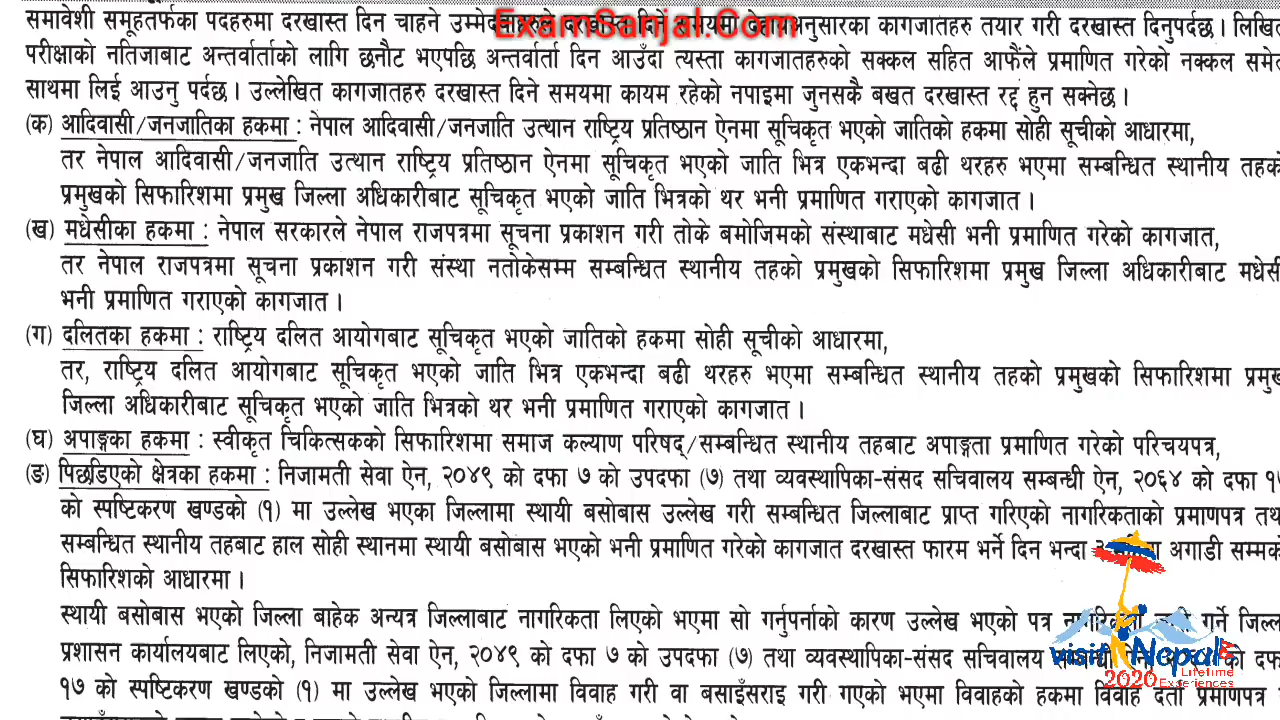 ExamSanjal.Com
समावेशी समूहतर्फका पदहरुमा दरखास्त दिन चाहने उम्मेदवारले दरखास्त दिने समयमा देहाय अनुसारका कागजातहरु तयार गरी दरखास्त दिनुपर्दछ । लिखित
परीक्षाको नतिजाबाट अन्तर्वार्ताको लागि छनौट भएपछि अन्तर्वार्ता दिन आउँदा त्यस्ता कागजातहरुको सक्कल सहित आफैंले प्रमाणित गरेको नक्कल समेत
साथमा लिई आउनु पर्दछ । उल्लेखित कागजातहरु दरखास्त दिने समयमा कायम रहेको नपाइमा जुनसकै बखत दरखास्त रद्द हुन सक्नेछ ।
(क) आदिवासी/जनजातिका हकमा : नेपाल आदिवासी/जनजाति उत्थान राष्ट्रिय प्रतिष्ठान ऐनमा सूचिकृत भएको जातिको हकमा सोही सूचीको आधारमा,
तर नेपाल आदिवासी/जनजाति उत्थान राष्ट्रिय प्रतिष्ठान ऐनमा सूचिकृत भएको जाति भित्र एकभन्दा बढी थरहरु भएमा सम्बन्धित स्थानीय तहको
प्रमुखको सिफारिशमा प्रमुख जिल्ला अधिकारीबाट सूचिकृत भएको जाति भित्रको थर भनी प्रमाणित गराएको कागजात ।
(ख) मधेसीका हकमा : नेपाल सरकारले नेपाल राजपत्रमा सूचना प्रकाशन गरी तोके बमोजिमको संस्थाबाट मधेसी भनी प्रमाणित गरेको कागजात,
तर नेपाल राजपत्रमा सूचना प्रकाशन गरी संस्था नतोकेसम्म सम्बन्धित स्थानीय तहको प्रमुखको सिफारिशमा प्रमुख जिल्ला अधिकारीबाट मधेसी
भनी प्रमाणित गराएको कागजात ।
(ग) दलितका हकमा : राष्ट्रिय दलित आयोगबाट सूचिकृत भएको जातिको हकमा सोही सूचीको आधारमा,
तर, राष्ट्रिय दलित आयोगबाट सूचिकृत भएको जाति भित्र एकभन्दा बढी थरहरु भएमा सम्बन्धित स्थानीय तहको प्रमुखको सिफारिशमा प्रमुख
जिल्ला अधिकारीबाट सूचिकृत भएको जाति भित्रको थर भनी प्रमाणित गराएको कागजात ।
(घ) अपाङ्गका हकमा : स्वीकृत चिकित्सकको सिफारिशमा समाज कल्याण परिषद्/सम्बन्धित स्थानीय तहबाट अपाङ्गता प्रमाणित गरेको परिचयपत्र,
(ङ) पिछडिएको क्षेत्रका हकमा : निजामती सेवा ऐन, २०४९ को दफा ७ को उपदफा (७) तथा व्यवस्थापिका-संसद सचिवालय सम्बन्धी ऐन, २०६४ को दफा १७
को स्पष्टिकरण खण्डको (१) मा उल्लेख भएका जिल्लामा स्थायी बसोबास उल्लेख गरी सम्बन्धित जिल्लाबाट प्राप्त गरिएको नागरिकताको प्रमाणपत्र तथा
सम्बन्धित स्थानीय तहबाट हाल सोही स्थानमा स्थायी बसोबास भएको भनी प्रमाणित गरेको कागजात दरखास्त फारम भर्ने दिन भन्दा अगाडी सम्मको
सिफारिशको आधारमा ।
स्थायी बसोबास भएको जिल्ला बाहेक अन्यत्र जिल्लाबाट नागरिकता लिएको भएमा सो गर्नुपर्नाको कारण उल्लेख भएको पत्र गर्ने जिल्ला
प्रशासन कार्यालयबाट लिएको, निजामती सेवा ऐन, २०४९ को दफा ७ को उपदफा (७) तथा व्यवस्थापिका-संसद सचिवालय को दफा
१७ को स्पष्टिकरण खण्डको (१) मा उल्लेख भएको जिल्लामा विवाह गरी वा बसाइँसराइ गरी गएको भएमा विवाहको हकमा विवाह दर्ता प्रमाणपत्र
visit Nepal
2020 Lifetime Experiences